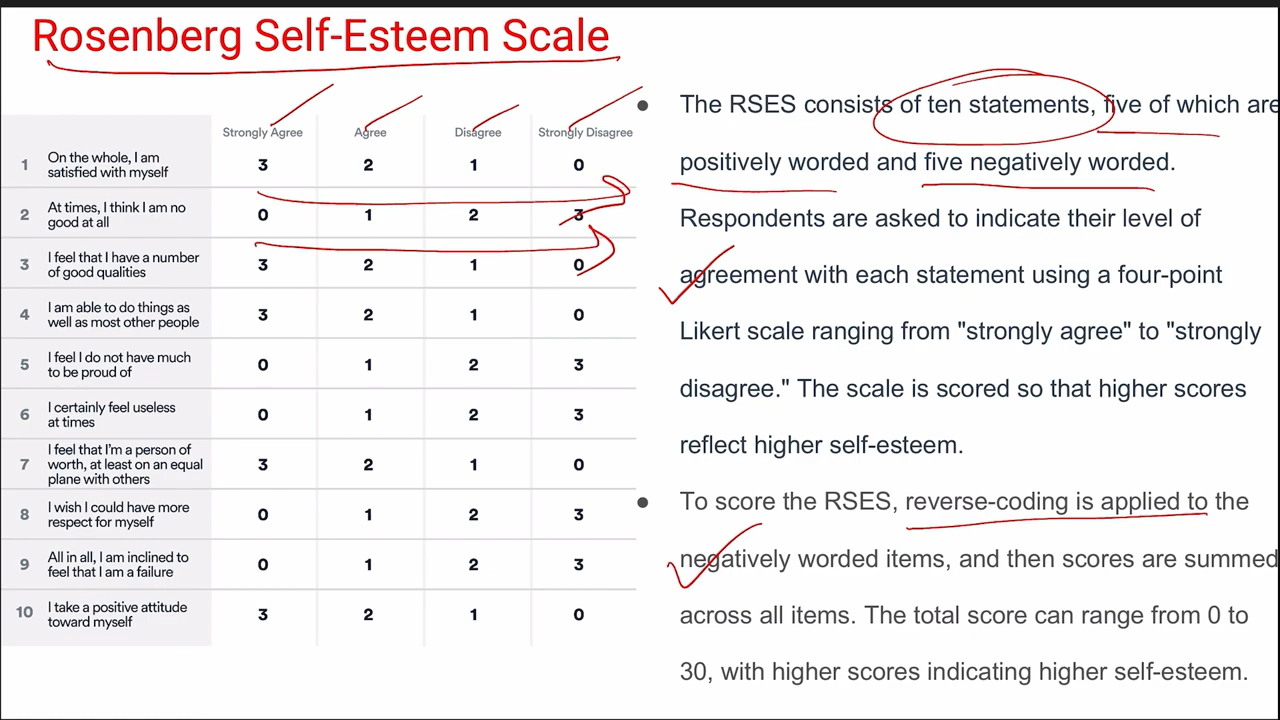 Rosenberg Self-Esteem Scale
Strongly Agree Agree Disagree Strongly Disagree
1 On the whole, I am
satisfied with myself 3 2 1 0
2 At times, I think I am no
good at all 0 1 2 3
3 I feel that I have a number
of good qualities 3 2 1 0
4 I am able to do things as
well as most other people 3 2 1 0
5 I feel I do not have much
to be proud of 0 1 2 3
6 I certainly feel useless
at times 0 1 2 3
7 I feel that I'm a person of
worth, at least on an equal
plane with others 3 2 1 0
8 I wish I could have more
respect for myself 0 1 2 3
9 All in all, I am inclined to
feel that I am a failure 0 1 2 3
10 I take a positive attitude
toward myself 3 2 1 0
● The RSES consists of ten statements, five of which are
positively worded and five negatively worded.
Respondents are asked to indicate their level of
agreement with each statement using a four-point
Likert scale ranging from "strongly agree" to "strongly
disagree." The scale is scored so that higher scores
reflect higher self-esteem.
● To score the RSES, reverse-coding is applied to the
negatively worded items, and then scores are summed
across all items. The total score can range from 0 to
30, with higher scores indicating higher self-esteem.